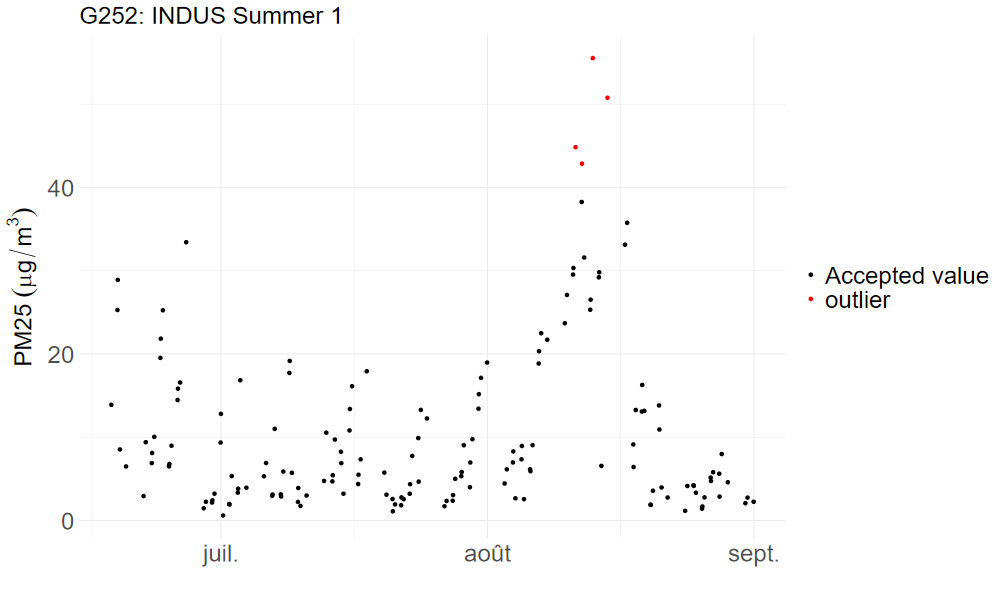 G252: INDUS Summer 1
PM25 (μg/m³)
40
20
0
juil.
août
sept.
Accepted value
outlier